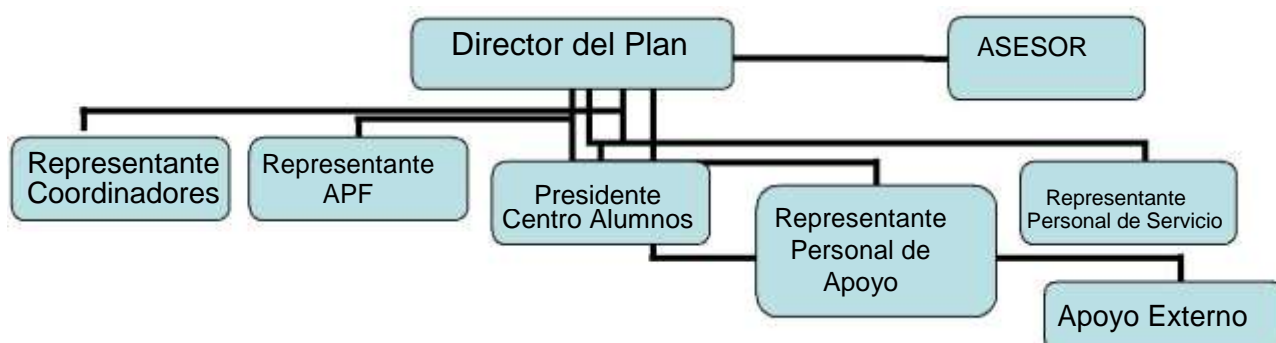 Director del Plan
ASESOR
Representante
Coordinadores
Representante
APF
Presidente
Centro Alumnos
Representante
Personal de
Apoyo
Representante
Personal de Servicio
Apoyo Externo